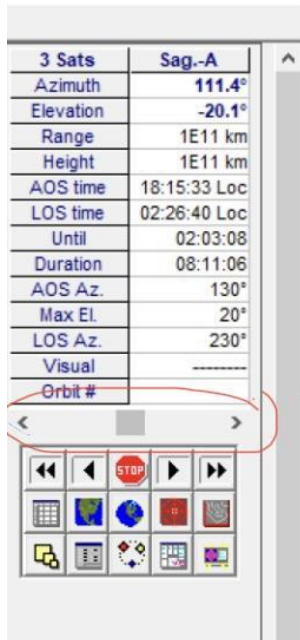 3 Sats Sag.-A
Azimuth 111.4°
Elevation -20.1°
Range 1E11 km
Height 1E11 km
AOS time 18:15:33 Loc
LOS time 02:26:40 Loc
Until 02:03:08
Duration 08:11:06
AOS Az. 130°
Max El. 20°
LOS Az. 230°
Visual --------
Orbit #
STOP